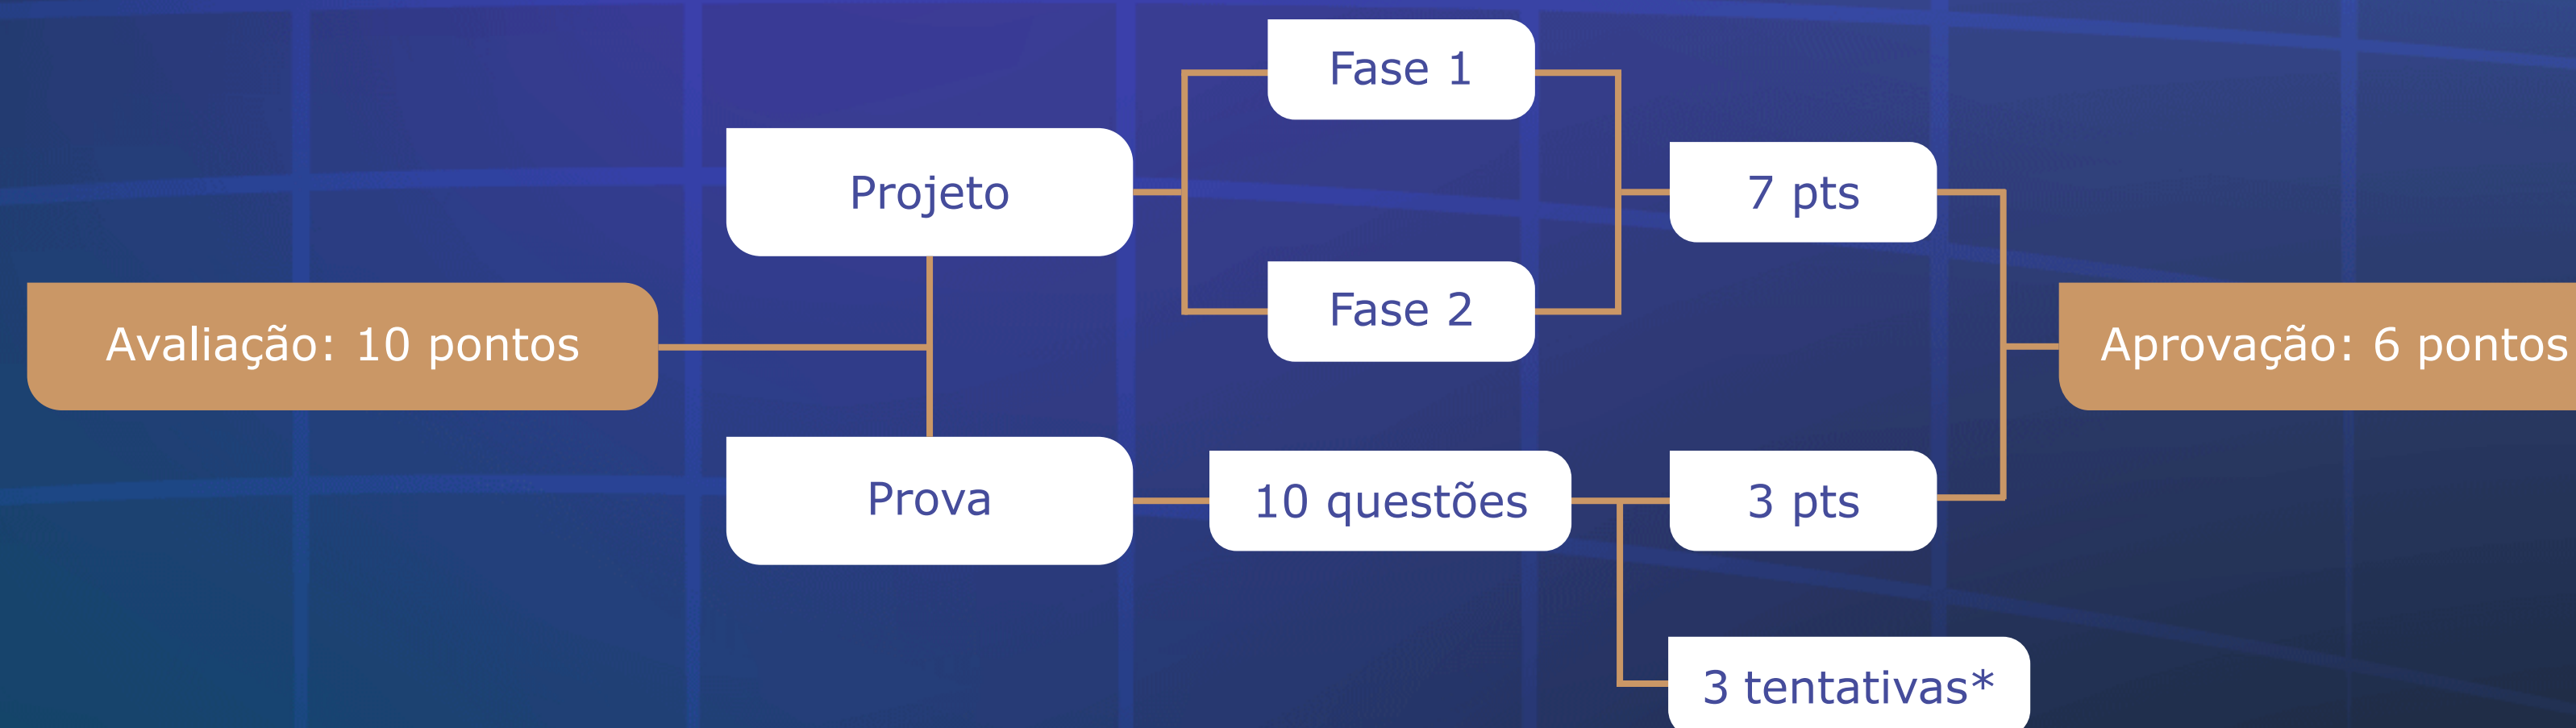 Avaliação: 10 pontos
Projeto
Fase 1
Fase 2
7 pts
Prova
10 questões
3 pts
3 tentativas*
Aprovação: 6 pontos